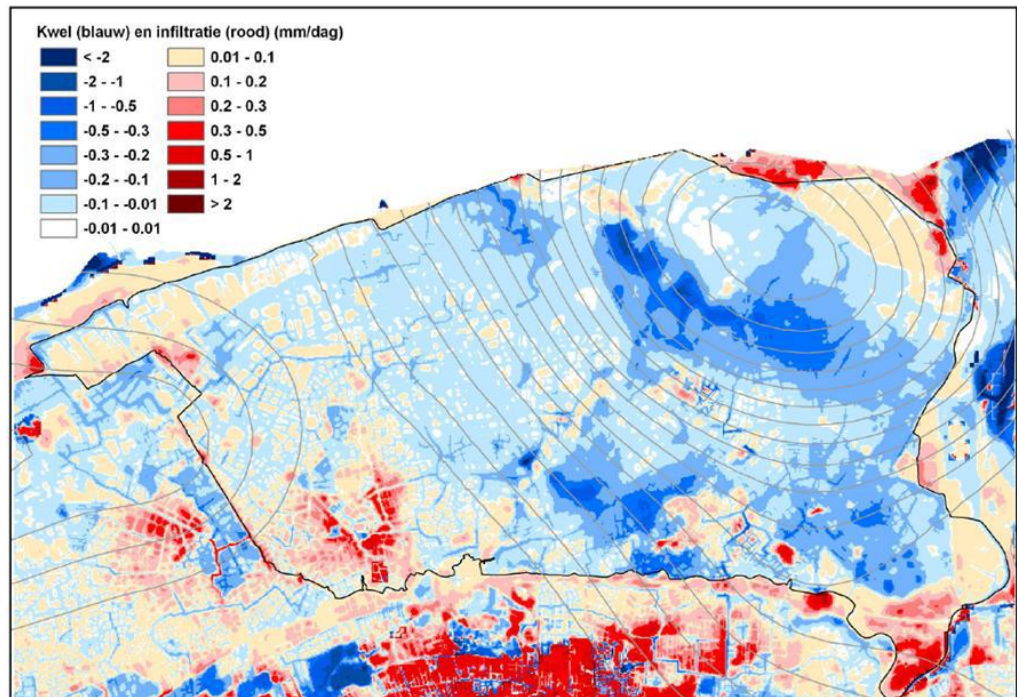 Kwel (blauw) en infiltratie (rood) (mm/dag)
< -2
-2 - -1
-1 - -0.5
-0.5 - -0.3
-0.3 - -0.2
-0.2 - -0.1
-0.1 - -0.01
-0.01 - 0.01
0.01 - 0.1
0.1 - 0.2
0.2 - 0.3
0.3 - 0.5
0.5 - 1
1 - 2
> 2